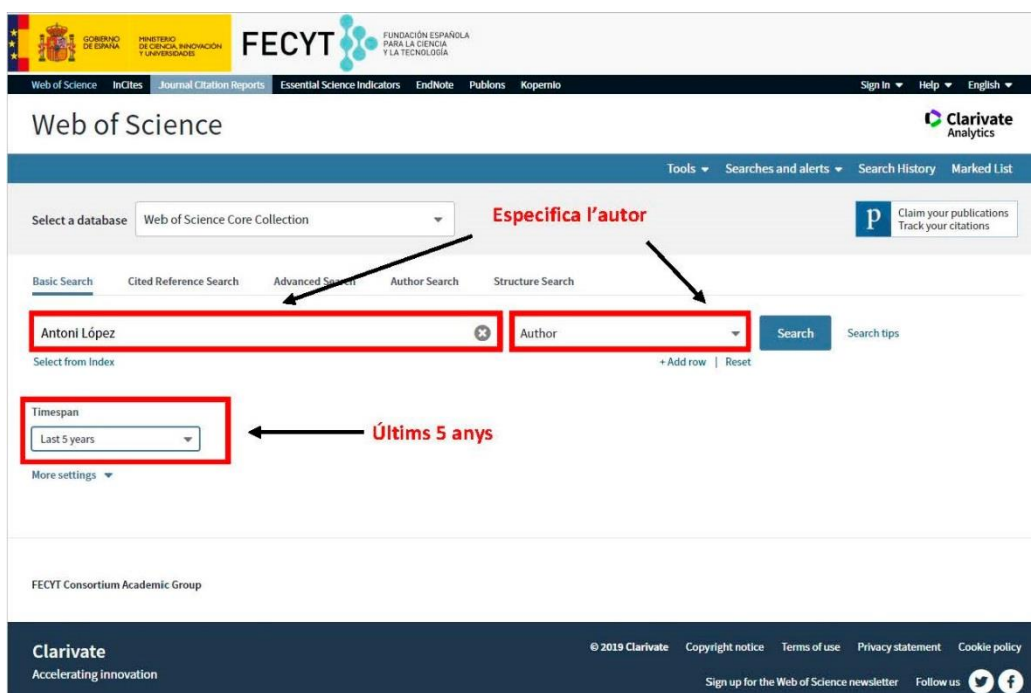 GOBIERNO
DE ESPAÑA
MINISTERIO
DE CIENCIA, INNOVACIÓN
Y UNIVERSIDADES
FECYT
FUNDACIÓN ESPAÑOLA
PARA LA CIENCIA
Y LA TECNOLOGÍA
Web of Science InCites Journal Citation Reports Essential Science Indicators EndNote Publons Kopernio Sign In Help English
Web of Science
Clarivate
Analytics
Tools Searches and alerts Search History Marked List
Select a database Web of Science Core Collection
Especifica l'autor
p
Claim your publications
Track your citations
Basic Search Cited Reference Search Advanced Search Author Search Structure Search
Antoni López Author Search Search tips
Select from Index + Add row | Reset
Timespan
Last 5 years
Últims 5 anys
More settings
FECYT Consortium Academic Group
Clarivate
Accelerating innovation
© 2019 Clarivate Copyright notice Terms of use Privacy statement Cookie policy
Sign up for the Web of Science newsletter Follow us